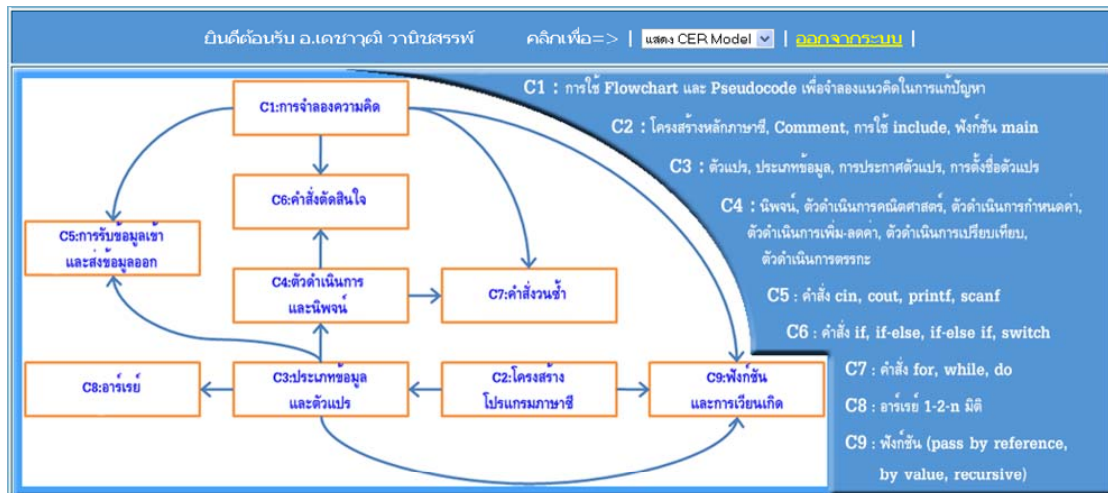 ยินดีต้อนรับ อ.เดชาวุฒิ วานิชสรรพ์ คลิกเพื่อ=> | แสดง CER Model | ออกจากระบบ |
C1:การจำลองความคิด
C6:คำสั่งตัดสินใจ
C5:การรับข้อมูลเข้า
และส่งข้อมูลออก
C4:ตัวดำเนินการ
และนิพจน์
C7:คำสั่งวนซ้ำ
C8:อาร์เรย์
C3:ประเภทข้อมูล
และตัวแปร
C2:โครงสร้าง
โปรแกรมภาษาซี
C9:ฟังก์ชัน
และการเวียนเกิด
C1 : การใช้ Flowchart และ Pseudocode เพื่อจำลองแนวคิดในการแก้ปัญหา
C2 : โครงสร้างหลักภาษาซี, Comment, การใช้ include, ฟังก์ชัน main
C3 : ตัวแปร, ประเภทข้อมูล, การประกาศตัวแปร, การตั้งชื่อตัวแปร
C4 : นิพจน์, ตัวดำเนินการคณิตศาสตร์, ตัวดำเนินการกำหนดค่า,
ตัวดำเนินการเพิ่ม-ลดค่า, ตัวดำเนินการเปรียบเทียบ,
ตัวดำเนินการตรรกะ
C5 : คำสั่ง cin, cout, printf, scanf
C6 : คำสั่ง if, if-else, if-else if, switch
C7 : คำสั่ง for, while, do
C8 : อาร์เรย์ 1-2-n มิติ
C9 : ฟังก์ชัน (pass by reference,
by value, recursive)